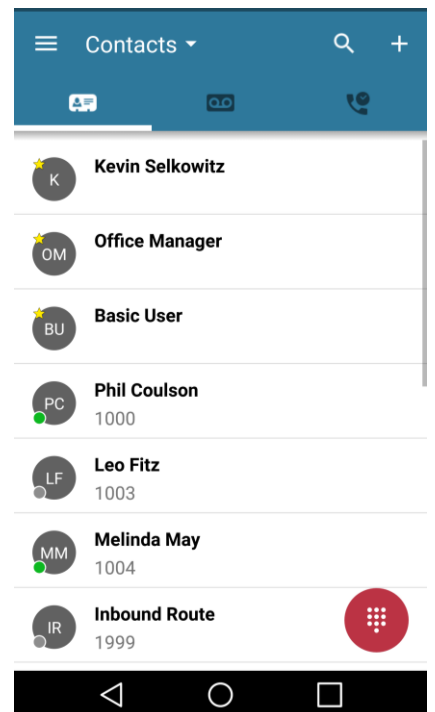 Contacts
K
Kevin Selkowitz
OM
Office Manager
BU
Basic User
PC
Phil Coulson
1000
LF
Leo Fitz
1003
MM
Melinda May
1004
IR
Inbound Route
1999